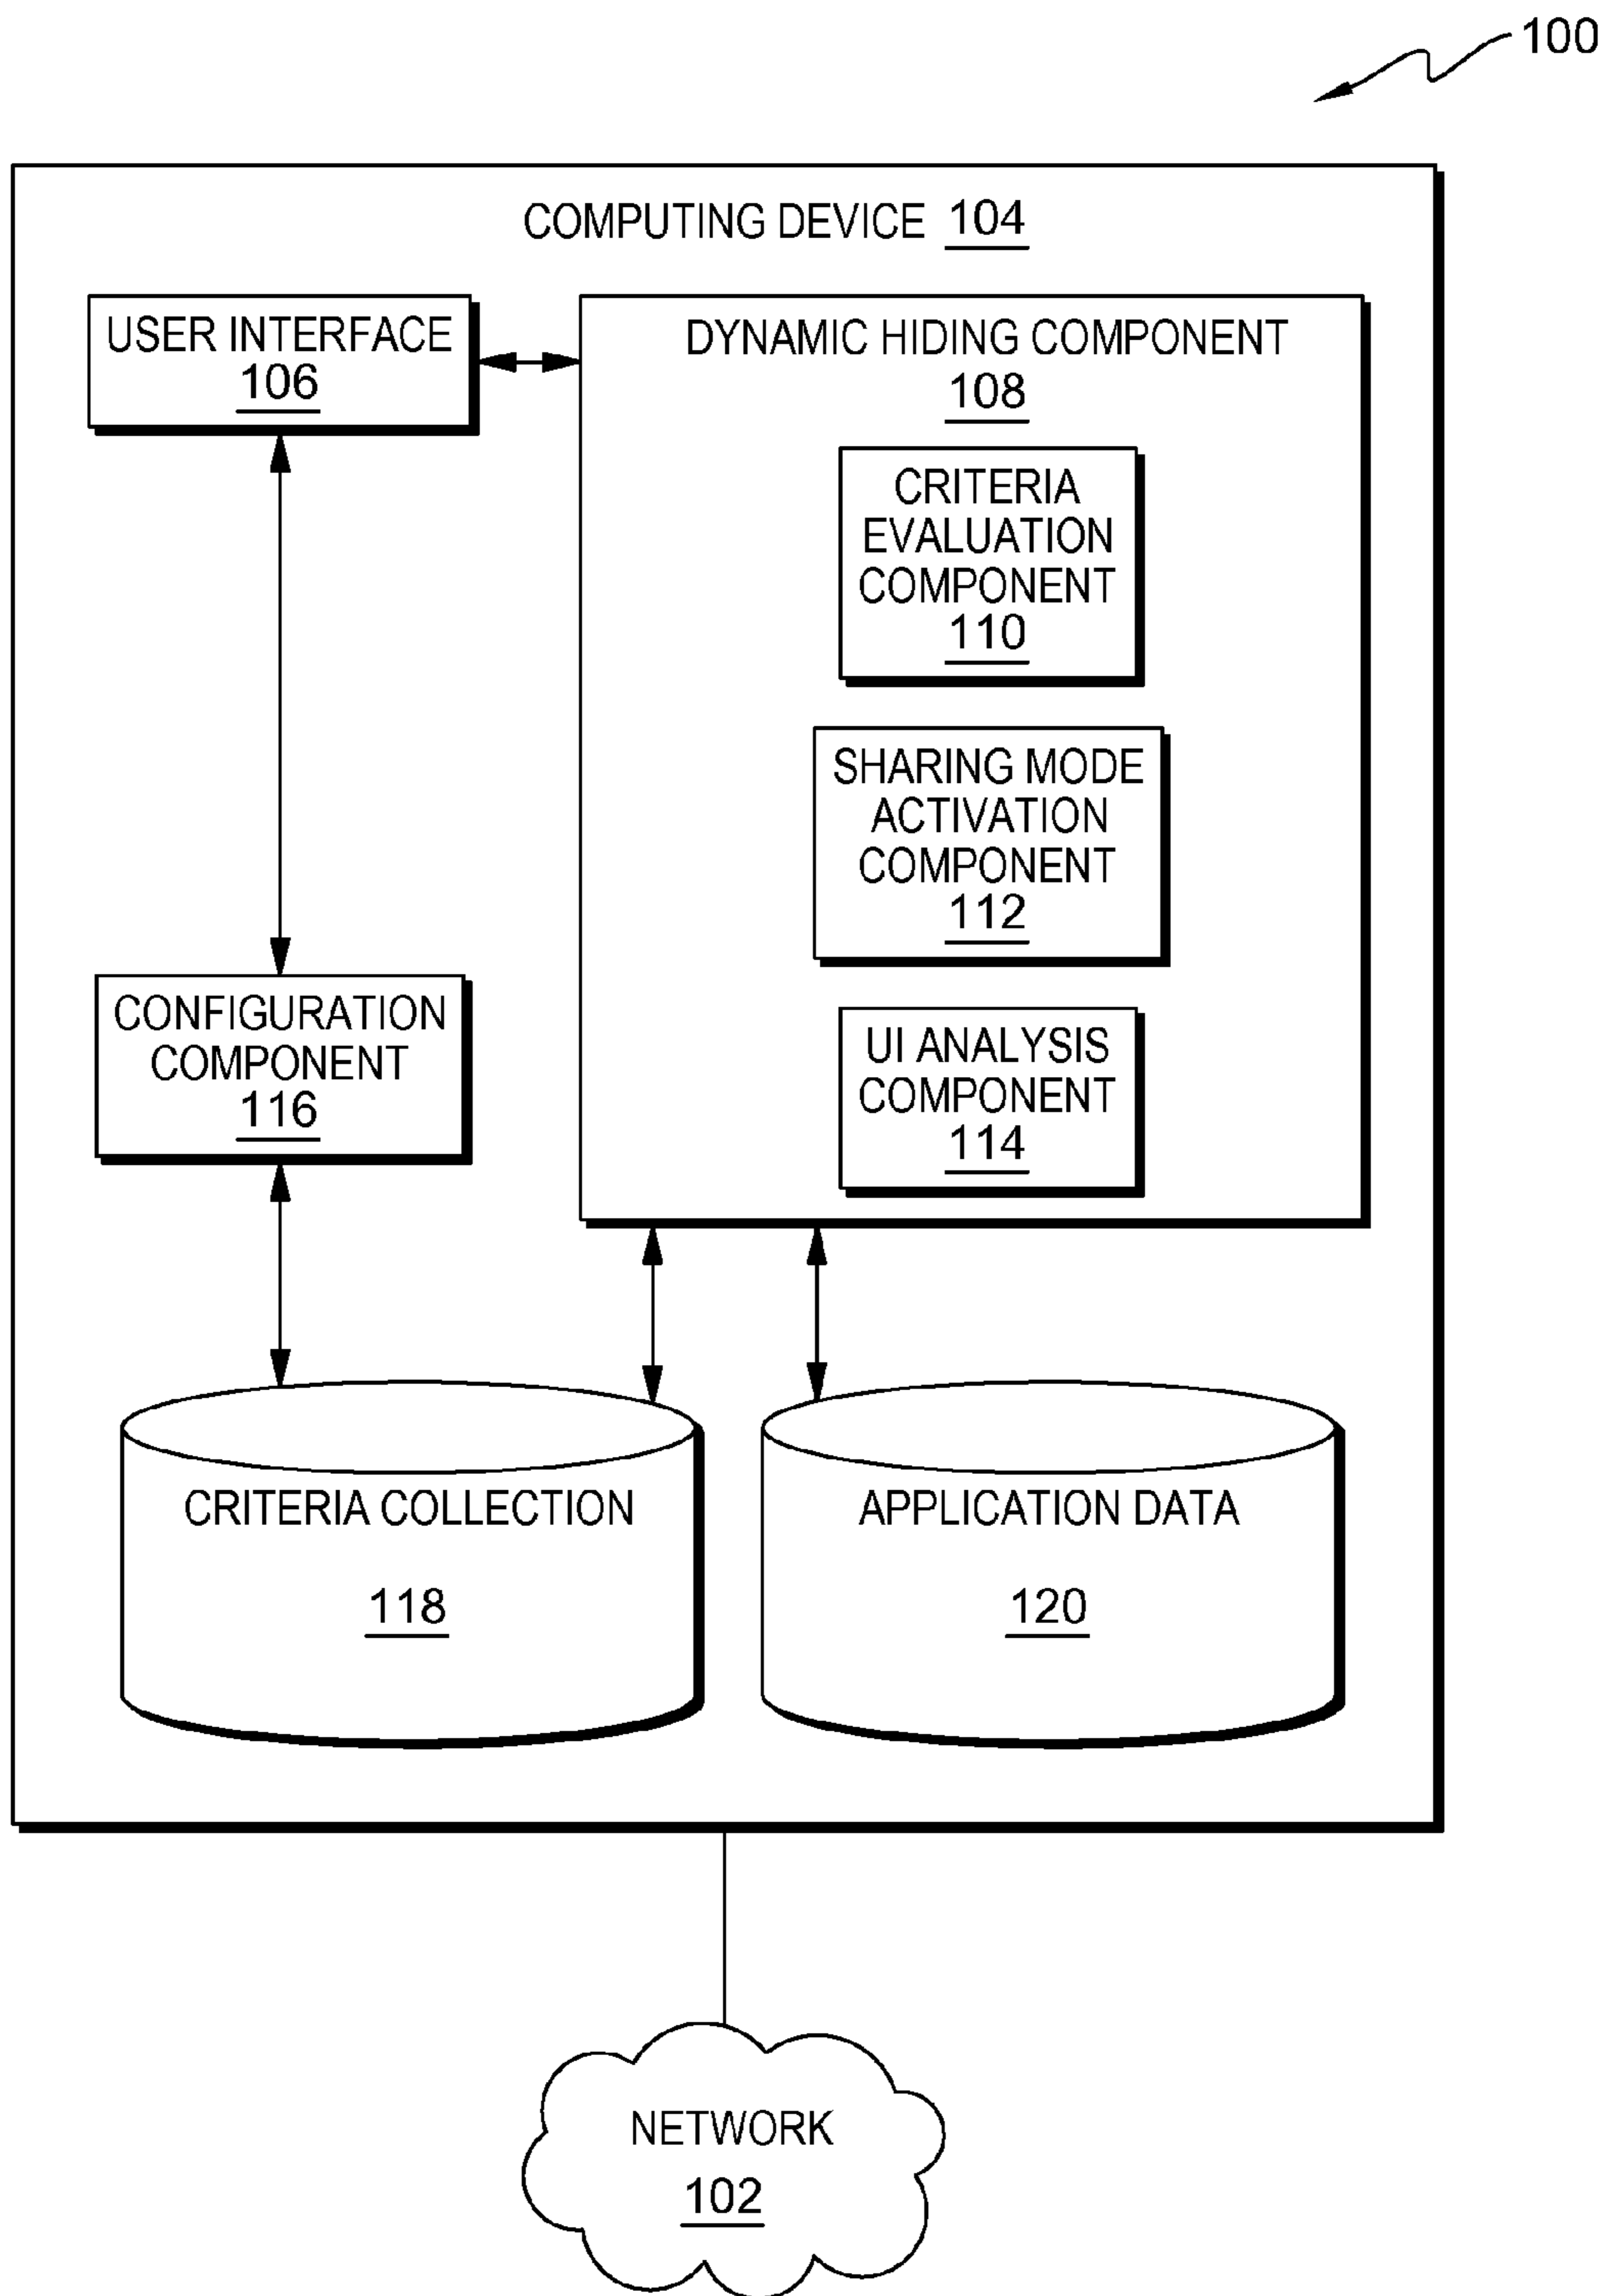 100
COMPUTING DEVICE 104
USER INTERFACE
106
DYNAMIC HIDING COMPONENT
108
CRITERIA
EVALUATION
COMPONENT
110
SHARING MODE
ACTIVATION
COMPONENT
112
CONFIGURATION
COMPONENT
116
UI ANALYSIS
COMPONENT
114
CRITERIA COLLECTION
118
APPLICATION DATA
120
NETWORK
102